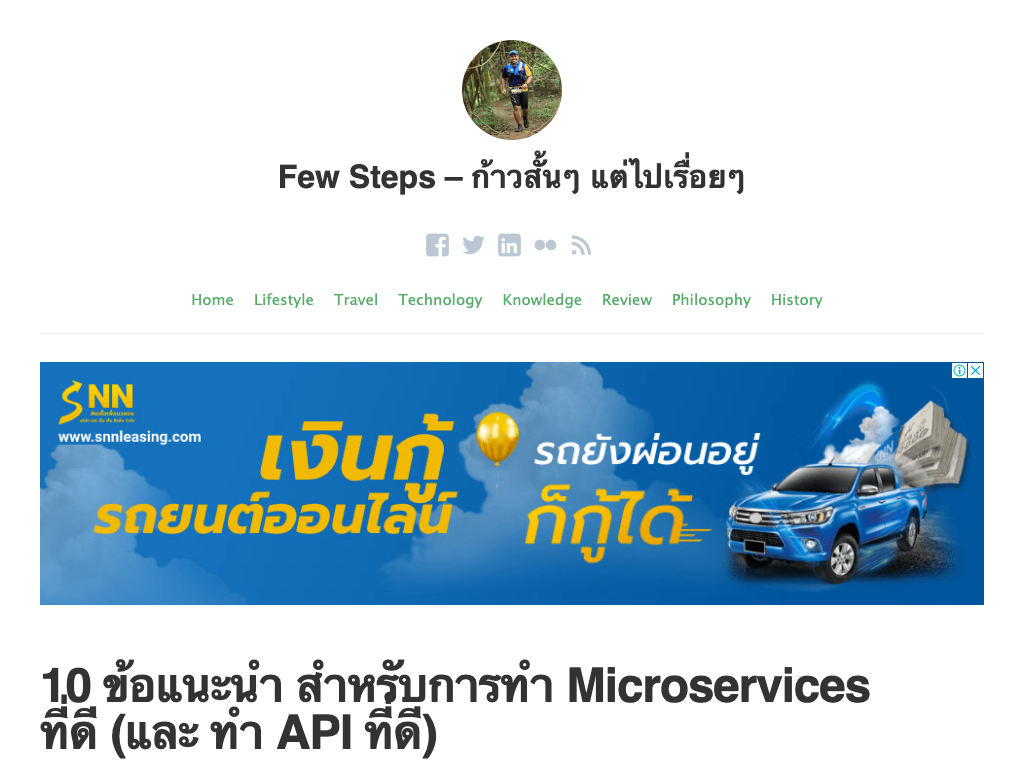 Few Steps – ก้าวสั้นๆ แต่ไปเรื่อยๆ
Home Lifestyle Travel Technology Knowledge Review Philosophy History
SNN
www.snnleasing.com
เงินกู้
รถยนต์ออนไลน์
รถยังผ่อนอยู่
ก็กู้ได้
10 ข้อแนะนำ สำหรับการทำ Microservices
ที่ดี (และ ทำ API ที่ดี)